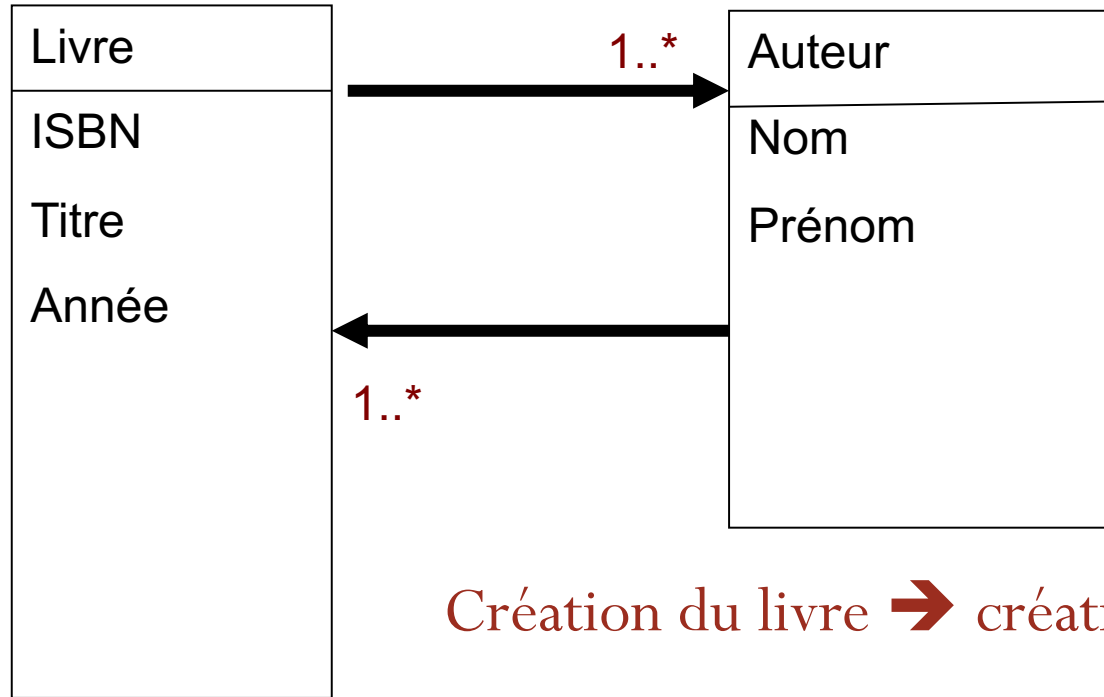 Livre
ISBN
Titre
Année
1..*
1..*
Auteur
Nom
Prénom
Création du livre ➔